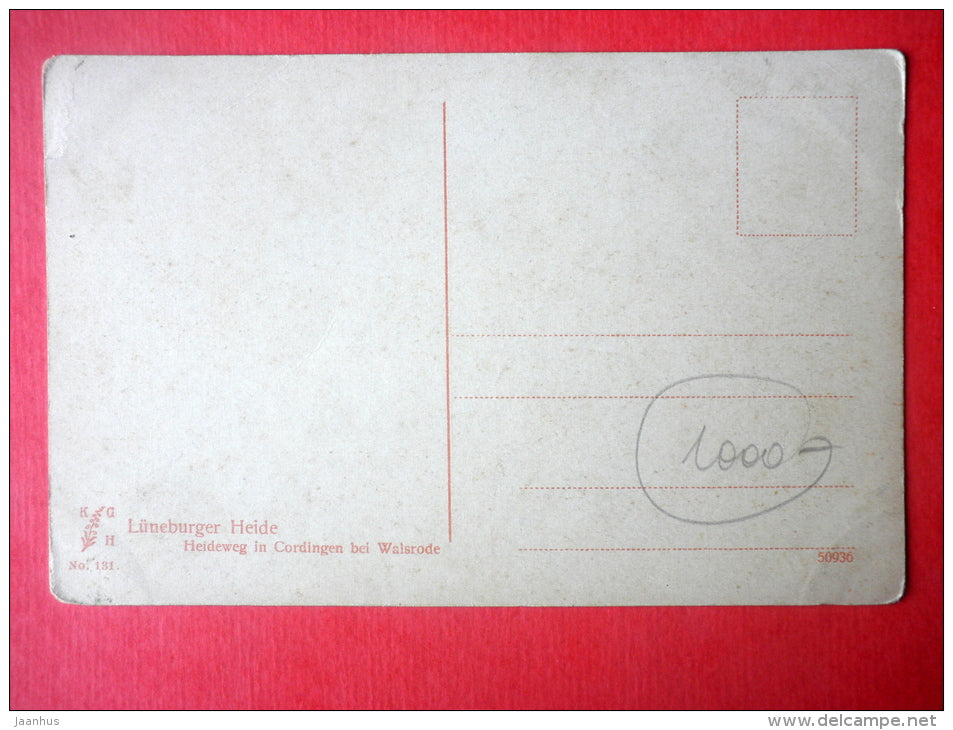 1000-
K G
H
Lüneburger Heide
Heideweg in Cordingen bei Walsrode
No. 131.
50936
Jaanhus
www.delcampe.net